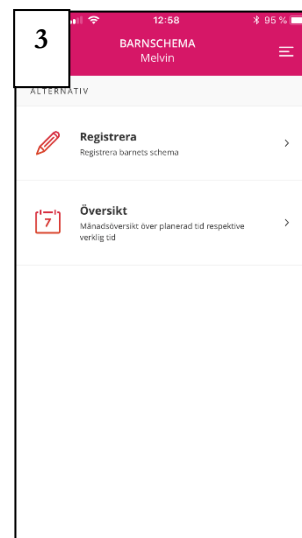 3
12:58
95 %
BARNSCHEMA
Melvin
ALTERNATIV
Registrera
Registrera barnets schema
7
Översikt
Månadsöversikt över planerad tid respektive
verklig tid